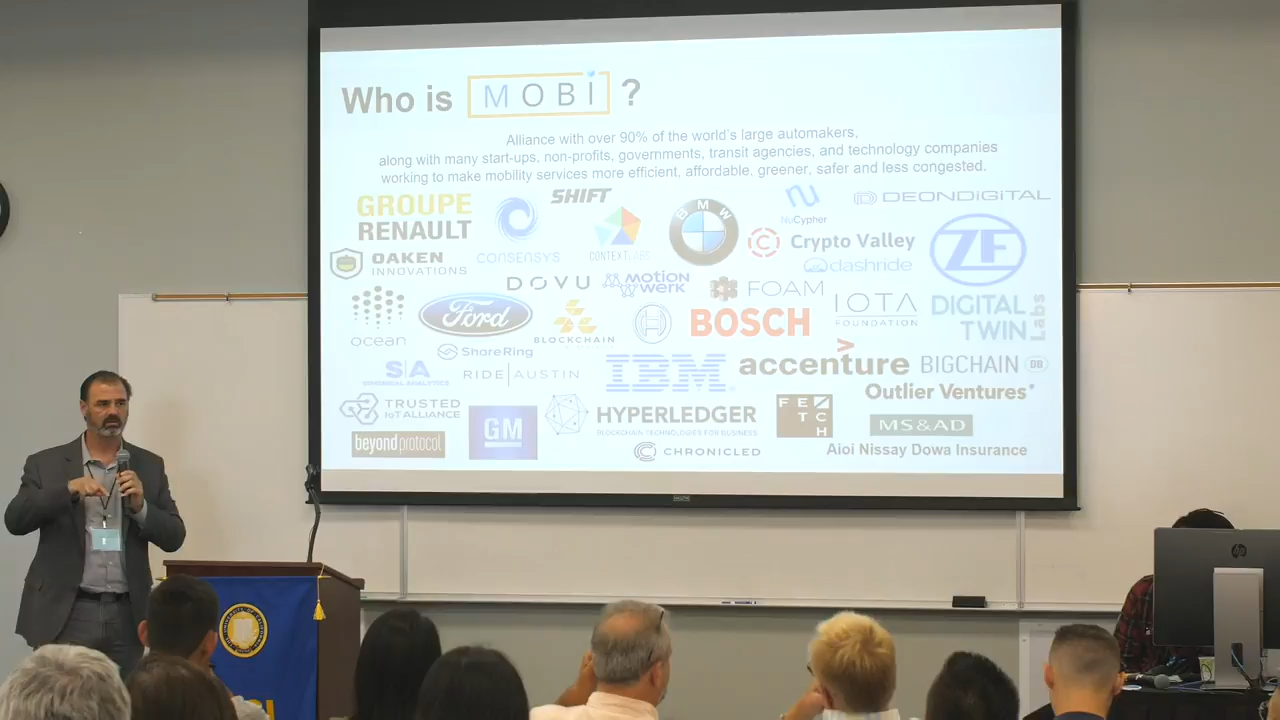 Who is MOBI ?
Alliance with over 90% of the world's large automakers,
along with many start-ups, non-profits, governments, transit agencies, and technology companies
working to make mobility services more efficient, affordable, greener, safer and less congested.
GROUPE
RENAULT
SHIFT
BMW
NuCypher
DEONDIGITAL
OAKEN
INNOVATIONS
CONSENSYS
CONTEXTLABS
Crypto Valley
dashride
ZF
DOVU
MOTION
WERK
FOAM
ocean
Ford
BLOCKCHAIN
BOSCH
IOTA
FOUNDATION
DIGITAL
TWIN
Labs
ShareRing
SIA
RIDE|AUSTIN
IBM
accenture
BIGCHAIN DB
Outlier Ventures
TRUSTED
IoT ALLIANCE
GM
HYPERLEDGER
BLOCKCHAIN TECHNOLOGIES FOR BUSINESS
FETCH
MS&AD
beyondprotocol
CHRONICLED
Aioi Nissay Dowa Insurance
hp